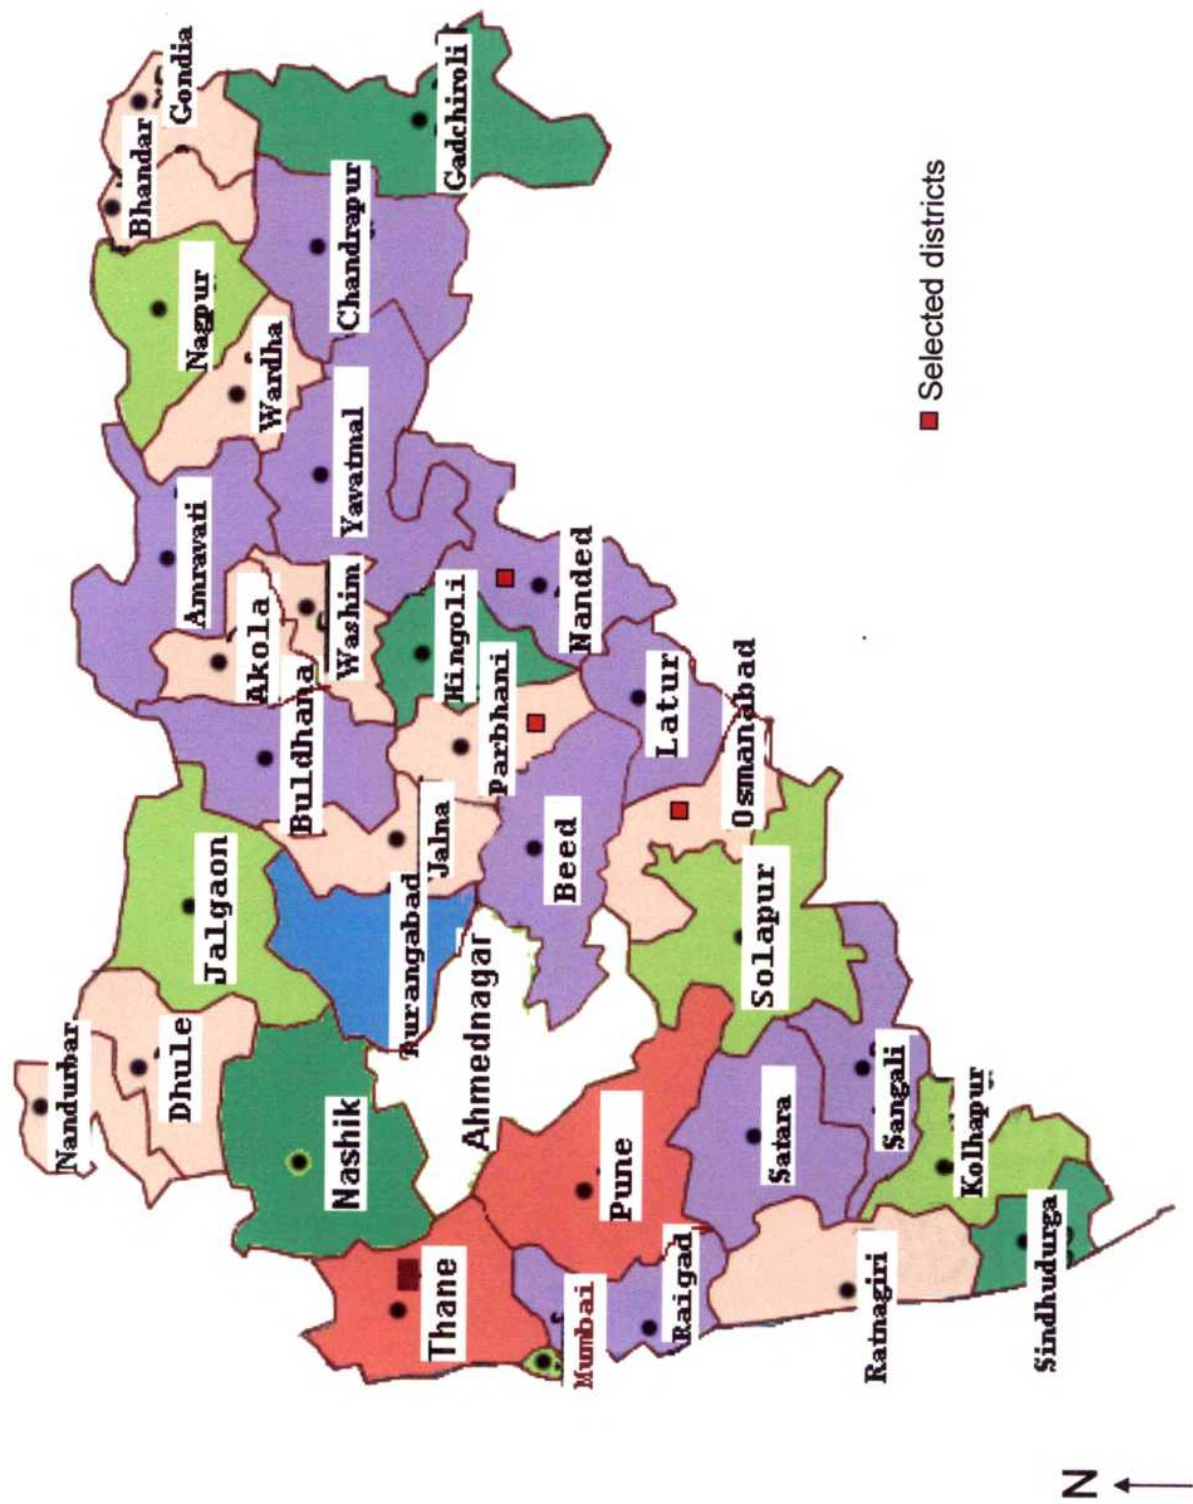 Nandurbar
Dhule
Jalgaon
Buldhana
Akola
Amravati
Nagpur
Wardha
Bhandar
Gondia
Gadchiroli
Chandrapur
Yavatmal
Washim
Hingoli
Nanded
Parbhani
Jalna
Aurangabad
Nashik
Thane
Mumbai
Raigad
Pune
Ahmednagar
Beed
Latur
Osmanabad
Solapur
Satara
Sangali
Kolhapur
Ratnagiri
Sindhudurga
Selected districts
N